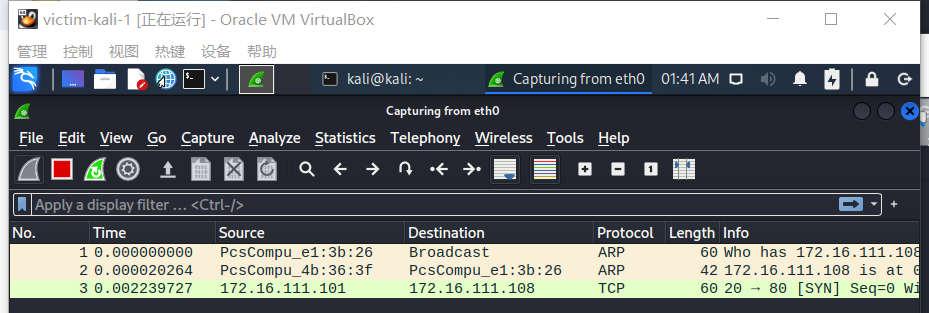 victim-kali-1 [正在运行] - Oracle VM VirtualBox
管理 控制 视图 热键 设备 帮助
kali@kali: ~ Capturing from eth0 01:41 AM
Capturing from eth0
File Edit View Go Capture Analyze Statistics Telephony Wireless Tools Help
Apply a display filter … <Ctrl-/>
No. Time Source Destination Protocol Length Info
1 0.000000000 PcsCompu_e1:3b:26 Broadcast ARP 60 Who has 172.16.111.108
2 0.000020264 PcsCompu_4b:36:3f PcsCompu_e1:3b:26 ARP 42 172.16.111.108 is at 0
3 0.002239727 172.16.111.101 172.16.111.108 TCP 60 20 → 80 [SYN] Seq=0 Wi